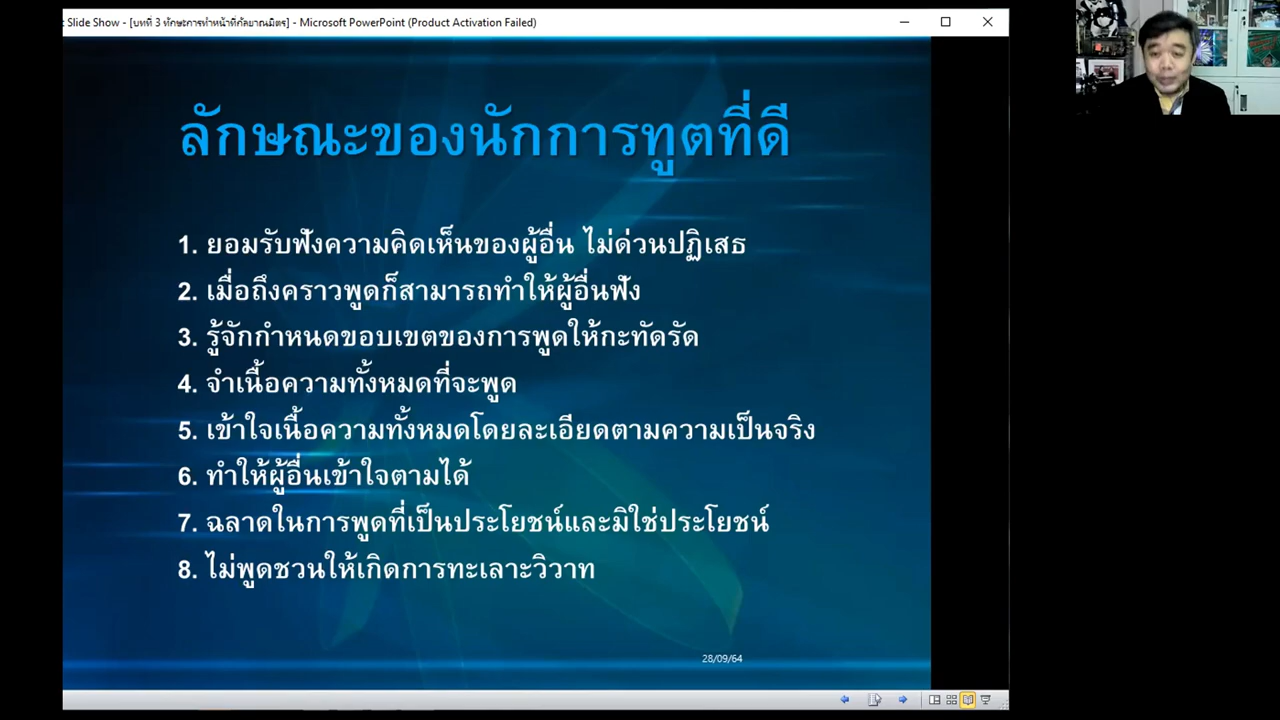 Slide Show - [บทที่ 3 ทักษะการทำหน้าที่กัลยาณมิตร] - Microsoft PowerPoint (Product Activation Failed)
ลักษณะของนักการทูตที่ดี
1. ยอมรับฟังความคิดเห็นของผู้อื่น ไม่ด่วนปฏิเสธ
2. เมื่อถึงคราวพูดก็สามารถทำให้ผู้อื่นฟัง
3. รู้จักกำหนดขอบเขตของการพูดให้กะทัดรัด
4. จำเนื้อความทั้งหมดที่จะพูด
5. เข้าใจเนื้อความทั้งหมดโดยละเอียดตามความเป็นจริง
6. ทำให้ผู้อื่นเข้าใจตามได้
7. ฉลาดในการพูดที่เป็นประโยชน์และมิใช่ประโยชน์
8. ไม่พูดชวนให้เกิดการทะเลาะวิวาท
28/09/64